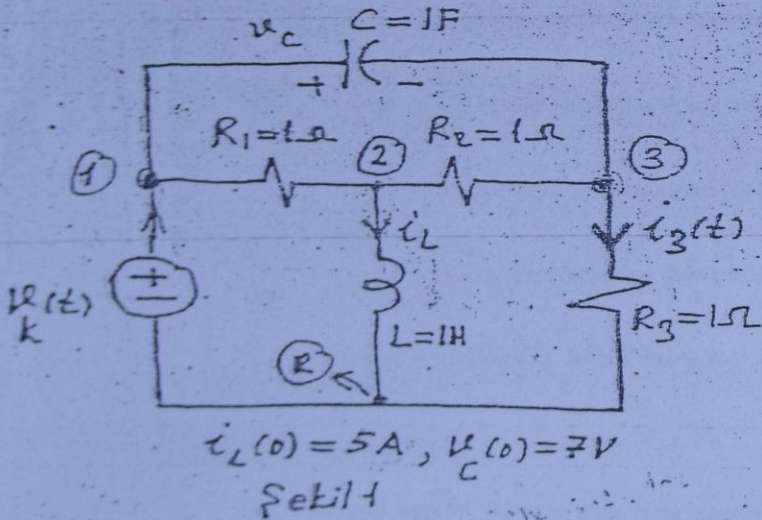 v_C C=1F
+ -
R₁=1Ω R₂=1Ω
① ② ③
i_L i₃(t)
+
-
v_k(t)
L=1H R₃=1Ω
Ⓡ
i_L(0)=5A, v_C(0)=7V
Şekil 1